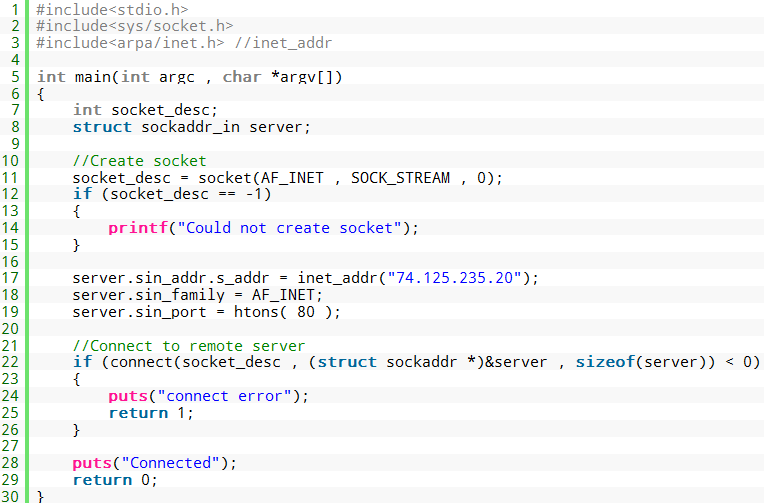 1 #include<stdio.h>
2 #include<sys/socket.h>
3 #include<arpa/inet.h> //inet_addr
4
5 int main(int argc , char *argv[])
6 {
7     int socket_desc;
8     struct sockaddr_in server;
9
10     //Create socket
11     socket_desc = socket(AF_INET , SOCK_STREAM , 0);
12     if (socket_desc == -1)
13     {
14         printf("Could not create socket");
15     }
16
17     server.sin_addr.s_addr = inet_addr("74.125.235.20");
18     server.sin_family = AF_INET;
19     server.sin_port = htons( 80 );
20
21     //Connect to remote server
22     if (connect(socket_desc , (struct sockaddr *)&server , sizeof(server)) < 0)
23     {
24         puts("connect error");
25         return 1;
26     }
27
28     puts("Connected");
29     return 0;
30 }